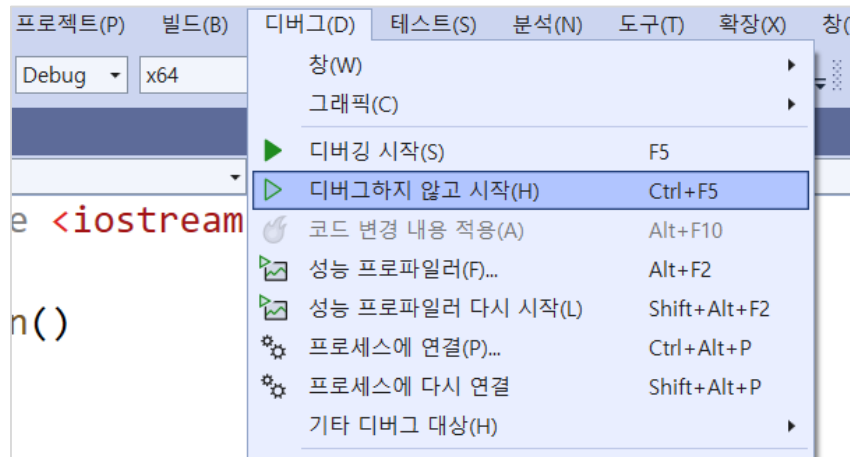 프로젝트(P) 빌드(B) 디버그(D) 테스트(S) 분석(N) 도구(T) 확장(X) 창(
Debug x64
창(W)
그래픽(C)
디버깅 시작(S) F5
디버그하지 않고 시작(H) Ctrl+F5
e <iostream
코드 변경 내용 적용(A) Alt+F10
성능 프로파일러(F)... Alt+F2
성능 프로파일러 다시 시작(L) Shift+Alt+F2
n()
프로세스에 연결(P)... Ctrl+Alt+P
프로세스에 다시 연결 Shift+Alt+P
기타 디버그 대상(H)